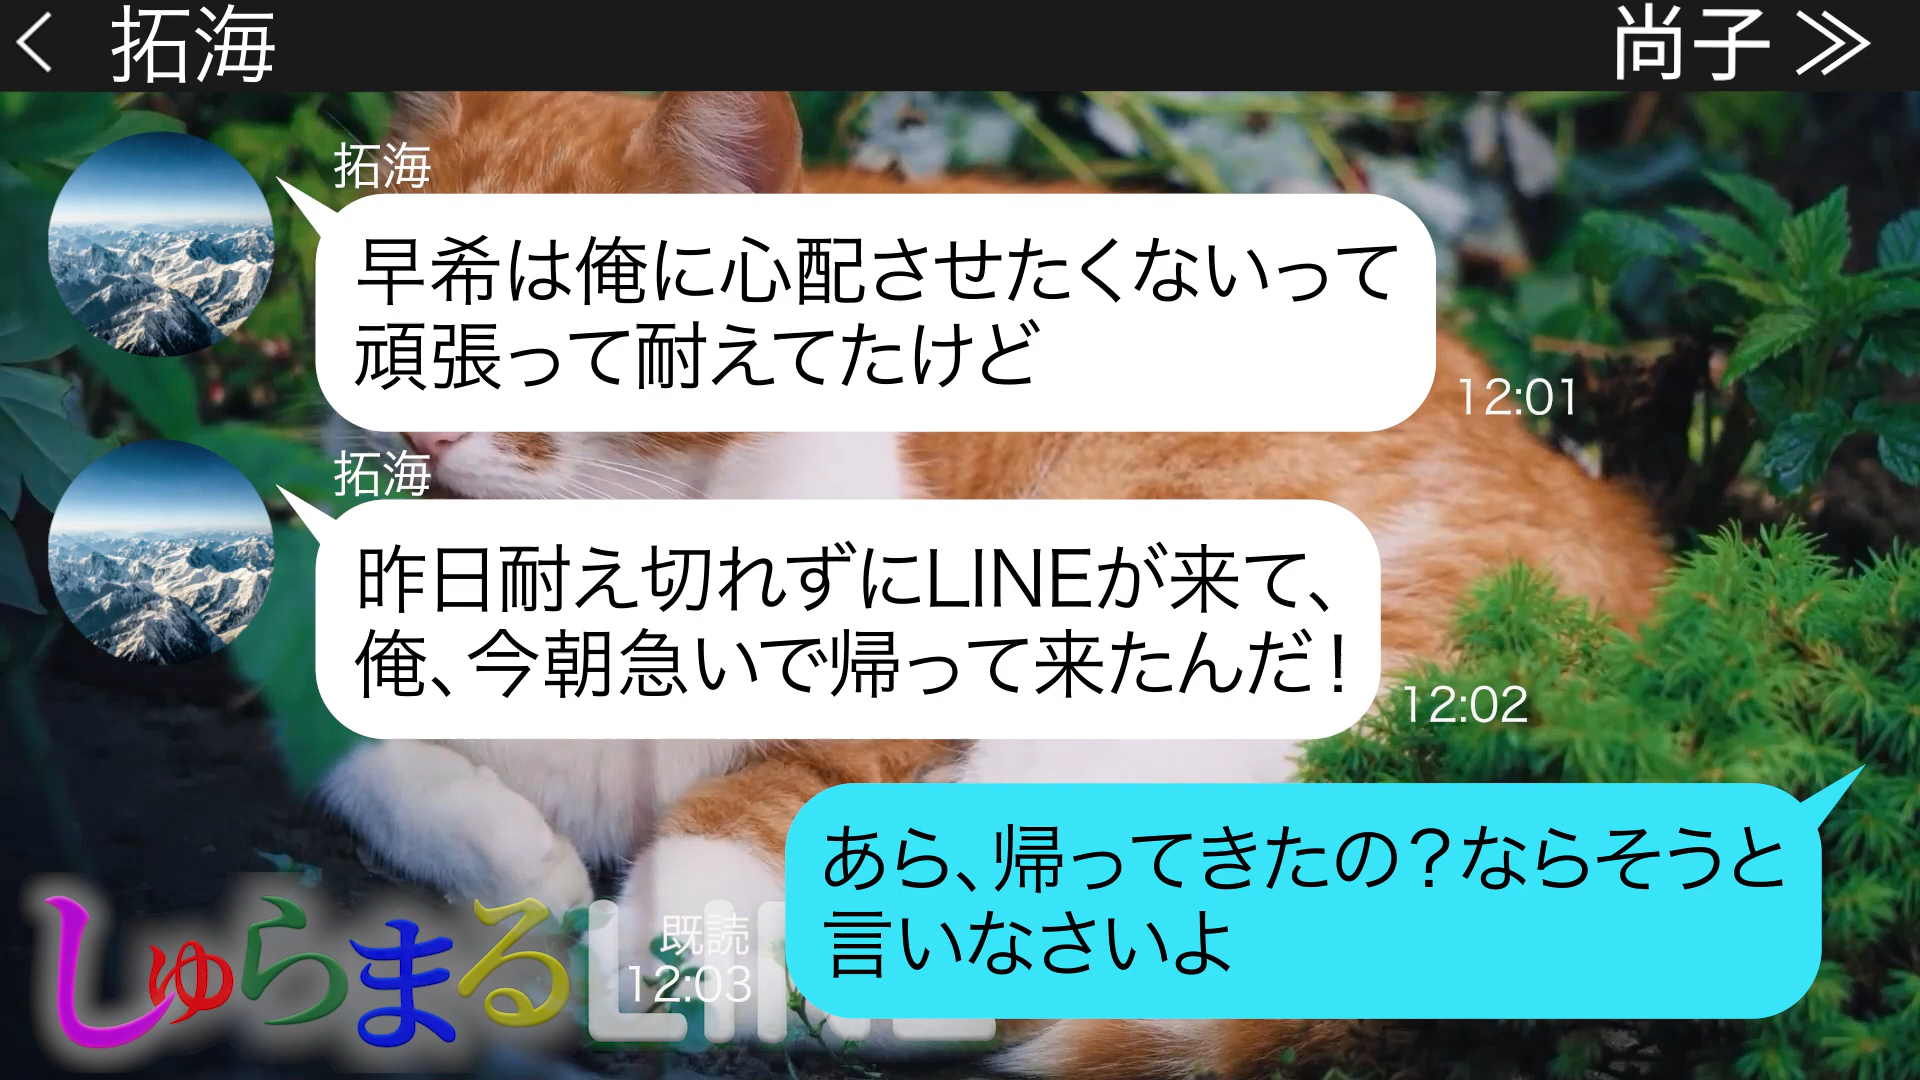 拓海
尚子
拓海
早希は俺に心配させたくないって
頑張って耐えてたけど
12:01
拓海
昨日耐え切れずにLINEが来て、
俺、今朝急いで帰って来たんだ！
12:02
あら、帰ってきたの？ならそうと
言いなさいよ
既読
12:03
しゅらまるLINE